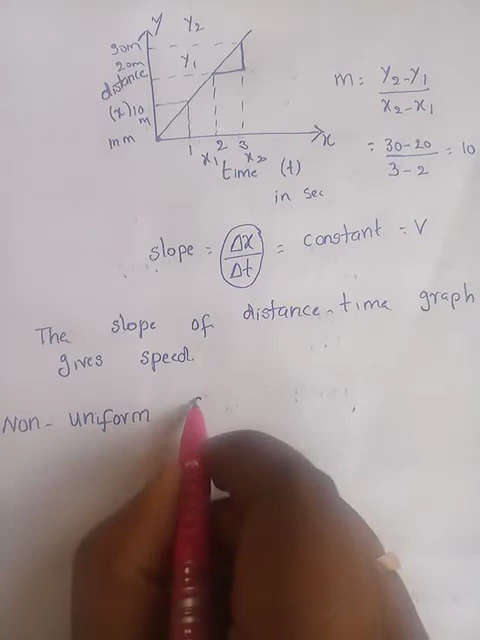 y
y2
30m
20m
y1
distance
(x) 10
m
1 2 3
x1 x2
x
time (t)
in sec
m = y2-y1
x2-x1
= 30-20 = 10
3-2
slope = Δx = constant = V
Δt
The slope of distance-time graph
gives speed.
Non-uniform